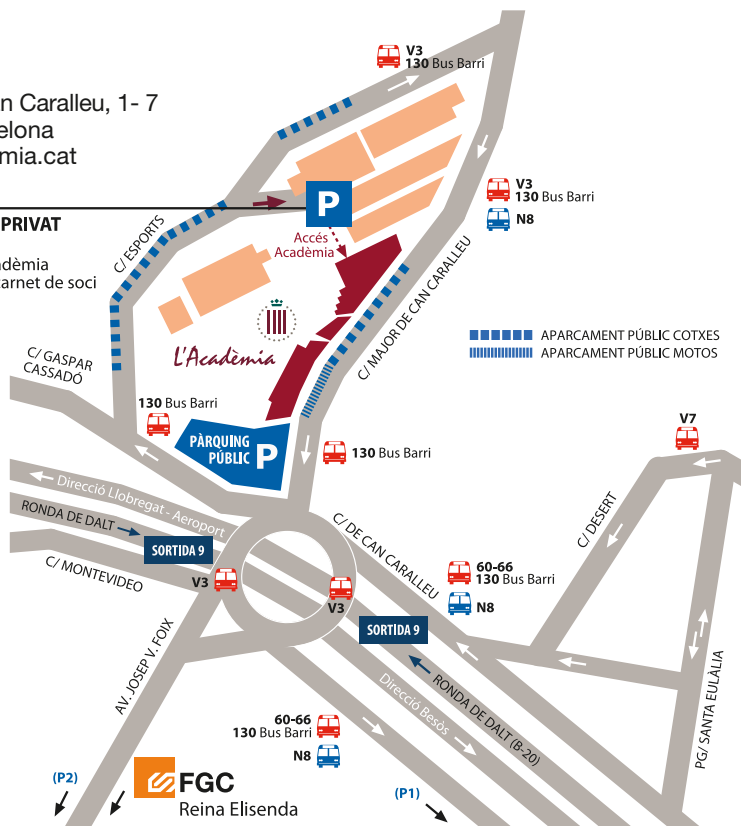 V3
130 Bus Barri
n Caralleu, 1- 7
elona
mia.cat
V3
130 Bus Barri
N8
P
PRIVAT
Accés
Acadèmia
C/ ESPORTS
adèmia
carnet de soci
L'Acadèmia
C/ MAJOR DE CAN CARALLEU
APARCAMENT PÚBLIC COTXES
APARCAMENT PÚBLIC MOTOS
C/ GASPAR
CASSADÓ
130 Bus Barri
V7
PÀRQUING
PÚBLIC
P
130 Bus Barri
Direcció Llobregat - Aeroport
RONDA DE DALT
SORTIDA 9
C/ MONTEVIDEO
V3
V3
C/ DE CAN CARALLEU
C/ DESERT
60-66
130 Bus Barri
N8
SORTIDA 9
AV. JOSEP V. FOIX
RONDA DE DALT (B-20)
Direcció Besòs
PG/ SANTA EULÀLIA
60-66
130 Bus Barri
N8
(P2)
FGC
Reina Elisenda
(P1)